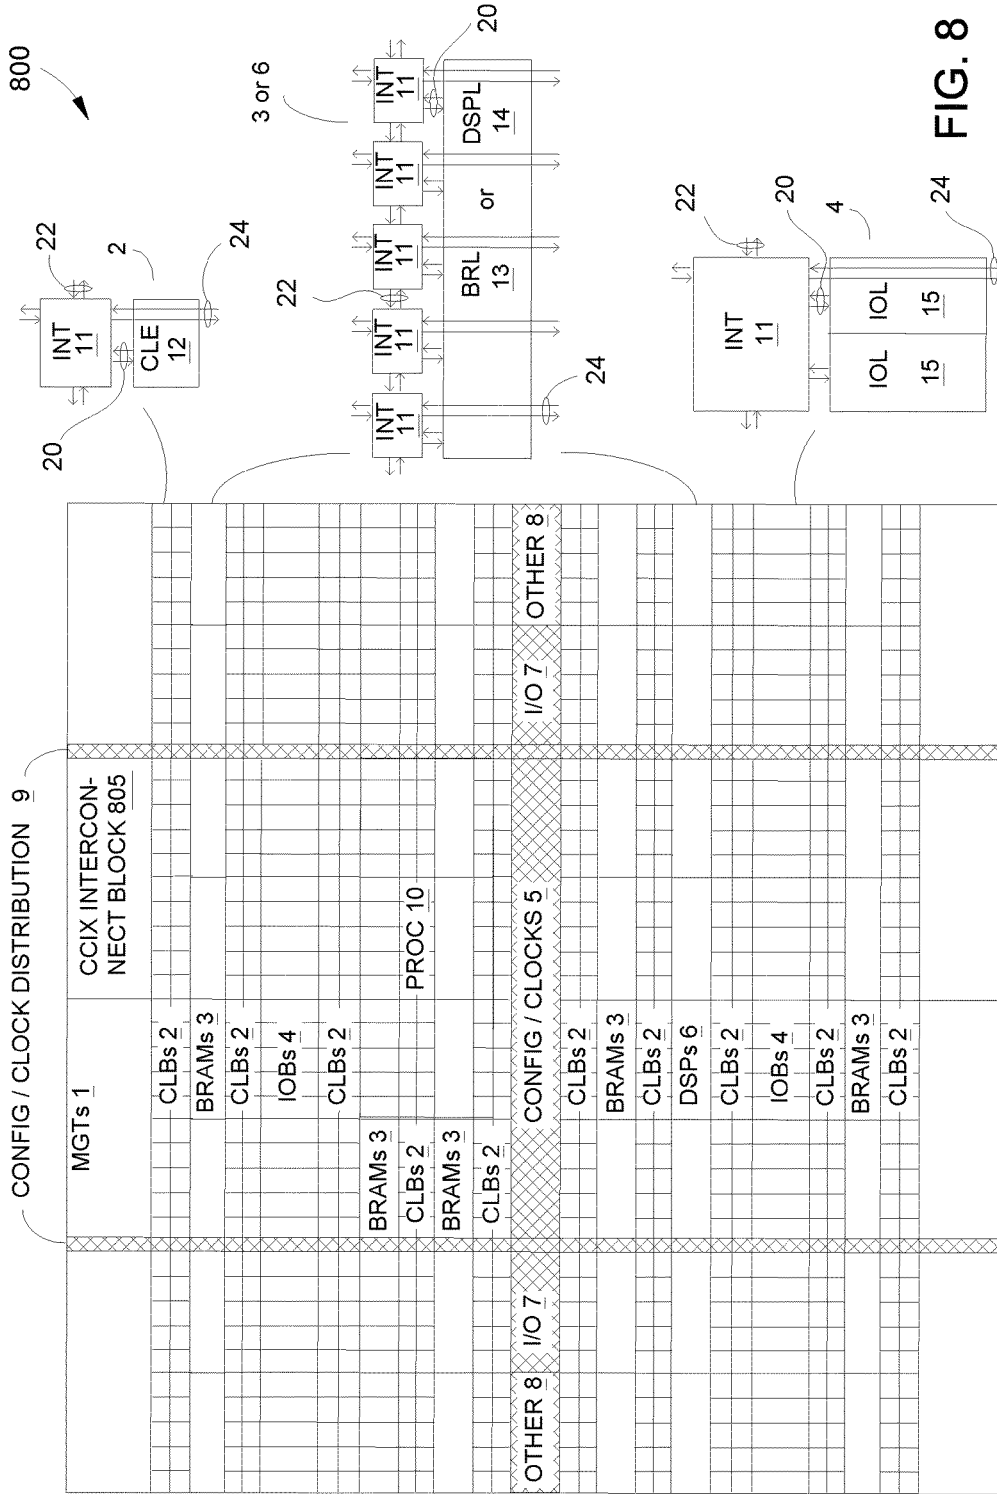 800
CONFIG / CLOCK DISTRIBUTION 9
MGTs 1
CCIX INTERCON-
NECT BLOCK 805
CLBs 2
BRAMs 3
CLBs 2
IOBs 4
CLBs 2
BRAMs 3
CLBs 2
BRAMs 3
CLBs 2
PROC 10
OTHER 8
I/O 7
CONFIG / CLOCKS 5
I/O 7
OTHER 8
CLBs 2
BRAMs 3
CLBs 2
DSPs 6
CLBs 2
IOBs 4
CLBs 2
BRAMs 3
CLBs 2
INT
11
22
2
20
CLE
12
24
3 or 6
INT
11
INT
11
INT
11
INT
11
INT
11
22
20
BRL
13
or
DSPL
14
24
INT
11
22
20
4
IOL
15
IOL
15
24
FIG. 8